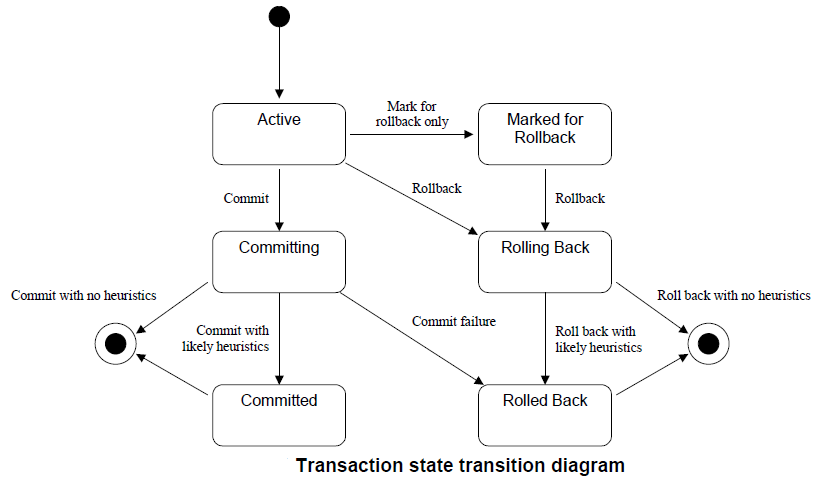 Active
Mark for
rollback only
Marked for
Rollback
Commit
Rollback
Rollback
Committing
Rolling Back
Commit with no heuristics
Commit with
likely heuristics
Commit failure
Roll back with
likely heuristics
Roll back with no heuristics
Committed
Rolled Back
Transaction state transition diagram